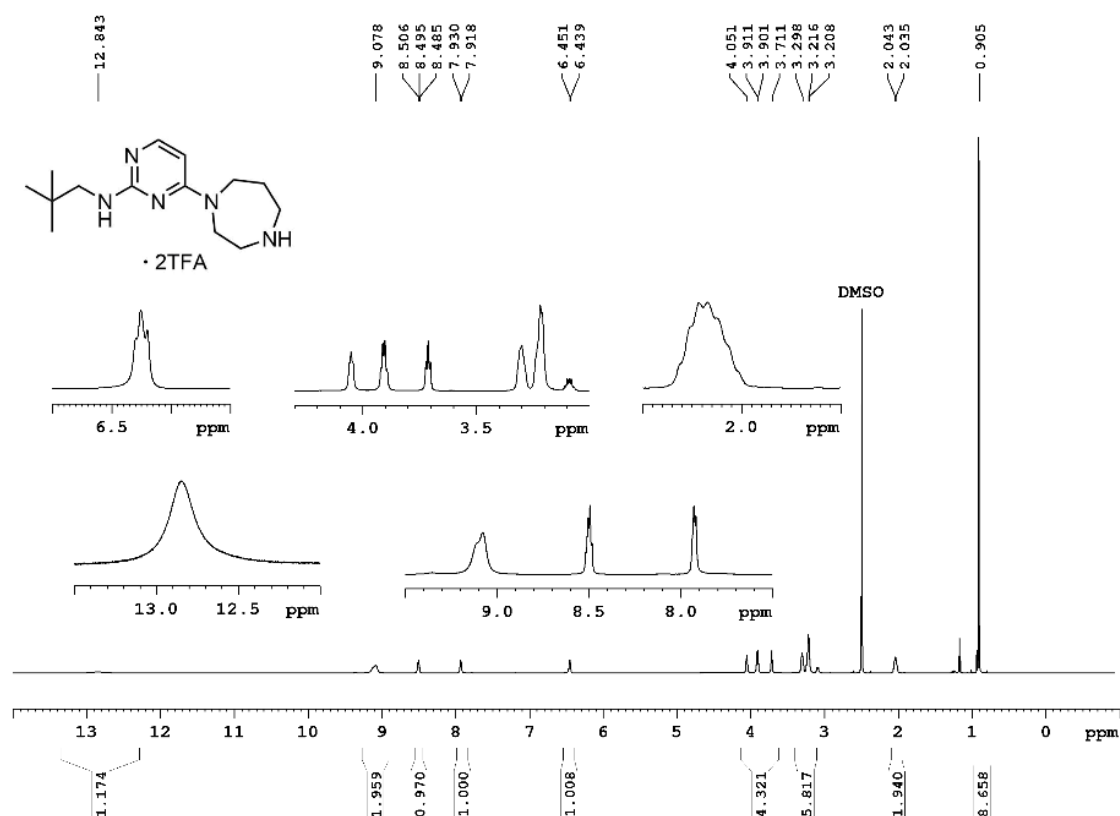 12.843
9.078
8.506
8.495
8.485
7.930
7.918
6.451
6.439
4.051
3.911
3.901
3.711
3.298
3.216
3.208
2.043
2.035
0.905
N
N
N
H
N
NH
· 2TFA
DMSO
6.5 ppm
4.0 3.5 ppm
2.0 ppm
13.0 12.5 ppm
9.0 8.5 8.0 ppm
13 12 11 10 9 8 7 6 5 4 3 2 1 0 ppm
1.174
1.959
0.970
1.000
1.008
4.321
5.817
1.940
8.658